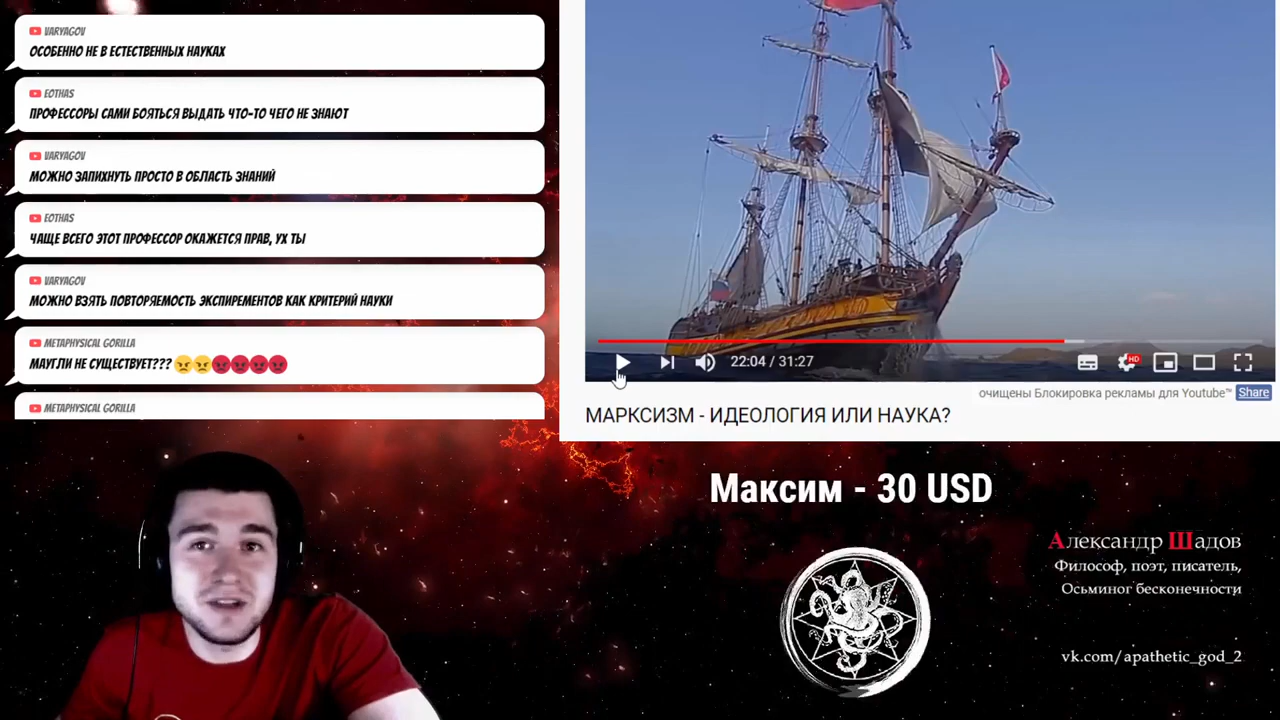 VARYAGOV
ОСОБЕННО НЕ В ЕСТЕСТВЕННЫХ НАУКАХ
EOTHAS
ПРОФЕССОРЫ САМИ БОЯТЬСЯ ВЫДАТЬ ЧТО-ТО ЧЕГО НЕ ЗНАЮТ
VARYAGOV
МОЖНО ЗАПИХНУТЬ ПРОСТО В ОБЛАСТЬ ЗНАНИЙ
EOTHAS
ЧАЩЕ ВСЕГО ЭТОТ ПРОФЕССОР ОКАЖЕТСЯ ПРАВ, УХ ТЫ
VARYAGOV
МОЖНО ВЗЯТЬ ПОВТОРЯЕМОСТЬ ЭКСПИРЕМЕНТОВ КАК КРИТЕРИЙ НАУКИ
METAPHYSICAL GORILLA
МАУГЛИ НЕ СУЩЕСТВУЕТ??? 😠😠😡😡😡😡
METAPHYSICAL GORILLA
22:04 / 31:27
HD
очищены Блокировка рекламы для Youtube™ Share
МАРКСИЗМ - ИДЕОЛОГИЯ ИЛИ НАУКА?
Максим - 30 USD
Александр Шадов
Философ, поэт, писатель,
Осьминог бесконечности
vk.com/apathetic_god_2